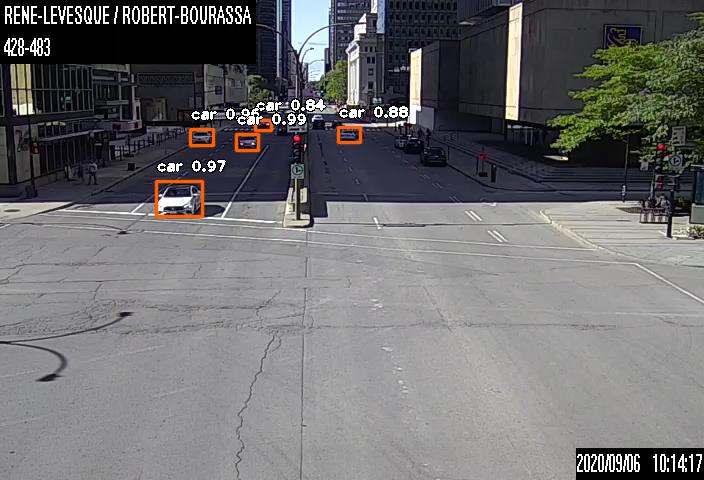 RENE-LEVESQUE / ROBERT-BOURASSA
428-483
car 0.84
car 0.88
car 0.99
car 0.97
2020/09/06 10:14:17